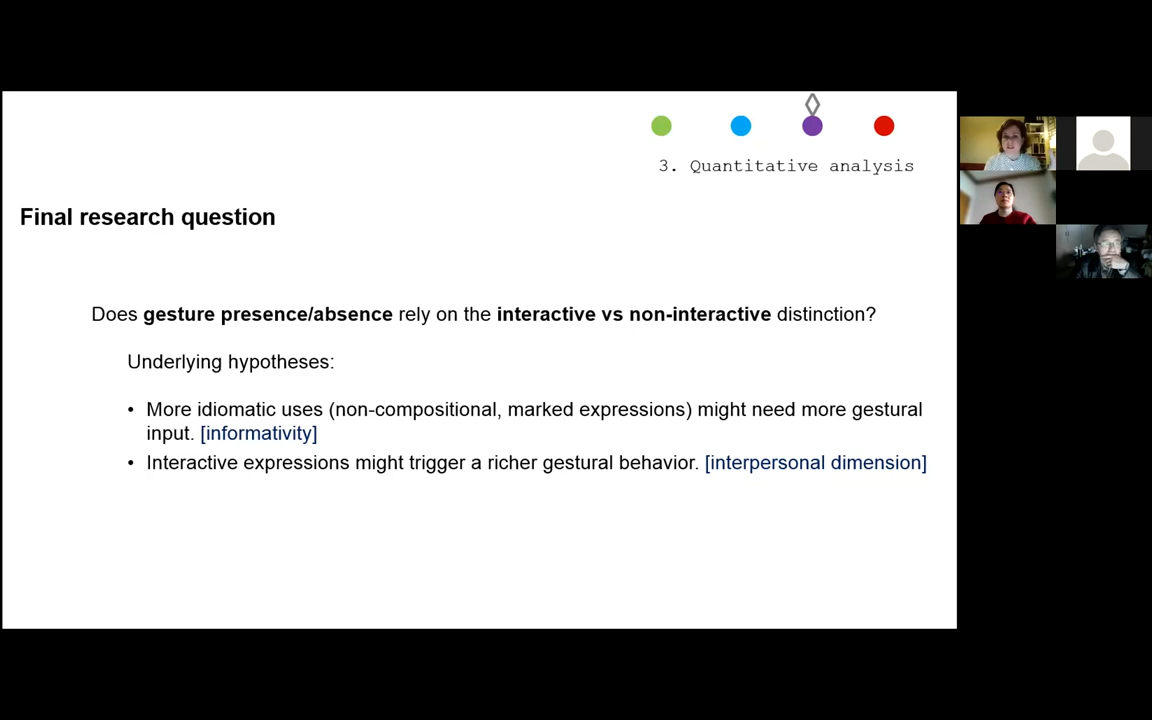 3. Quantitative analysis
Final research question
Does gesture presence/absence rely on the interactive vs non-interactive distinction?
Underlying hypotheses:
• More idiomatic uses (non-compositional, marked expressions) might need more gestural
input. [informativity]
• Interactive expressions might trigger a richer gestural behavior. [interpersonal dimension]